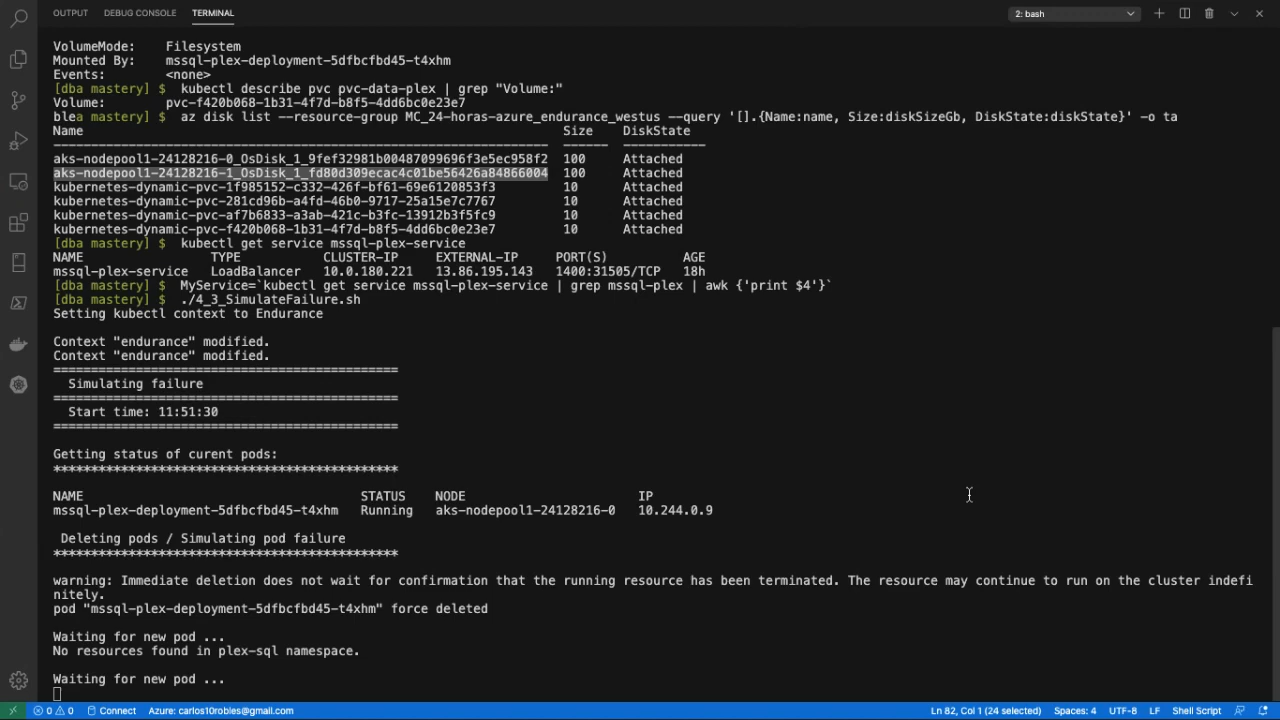 OUTPUT DEBUG CONSOLE TERMINAL 2: bash
VolumeMode: Filesystem
Mounted By: mssql-plex-deployment-5dfbcfbd45-t4xhm
Events: <none>
[dba mastery] $ kubectl describe pvc pvc-data-plex | grep "Volume:"
Volume: pvc-f420b068-1b31-4f7d-b8f5-4dd6bc0e23e7
blea mastery] $ az disk list --resource-group MC_24-horas-azure_endurance_westus --query '[].{Name:name, Size:diskSizeGb, DiskState:diskState}' -o ta
Name Size DiskState
------------------------------------------------------------------ ------ -----------
aks-nodepool1-24128216-0_OsDisk_1_9fef32981b00487099696f3e5ec958f2 100 Attached
aks-nodepool1-24128216-1_OsDisk_1_fd80d309ecac4c01be56426a84866004 100 Attached
kubernetes-dynamic-pvc-1f985152-c332-426f-bf61-69e6120853f3 10 Attached
kubernetes-dynamic-pvc-281cd96b-a4fd-46b0-9717-25a15e7c7767 10 Attached
kubernetes-dynamic-pvc-af7b6833-a3ab-421c-b3fc-13912b3f5fc9 10 Attached
kubernetes-dynamic-pvc-f420b068-1b31-4f7d-b8f5-4dd6bc0e23e7 10 Attached
[dba mastery] $ kubectl get service mssql-plex-service
NAME TYPE CLUSTER-IP EXTERNAL-IP PORT(S) AGE
mssql-plex-service LoadBalancer 10.0.180.221 13.86.195.143 1400:31505/TCP 18h
[dba mastery] $ MyService=`kubectl get service mssql-plex-service | grep mssql-plex | awk {'print $4'}`
[dba mastery] $ ./4_3_SimulateFailure.sh
Setting kubectl context to Endurance
Context "endurance" modified.
Context "endurance" modified.
==============================================
Simulating failure
==============================================
Start time: 11:51:30
==============================================
Getting status of curent pods:
**********************************************
NAME STATUS NODE IP
mssql-plex-deployment-5dfbcfbd45-t4xhm Running aks-nodepool1-24128216-0 10.244.0.9
Deleting pods / Simulating pod failure
**********************************************
warning: Immediate deletion does not wait for confirmation that the running resource has been terminated. The resource may continue to run on the cluster indefi
nitely.
pod "mssql-plex-deployment-5dfbcfbd45-t4xhm" force deleted
Waiting for new pod ...
No resources found in plex-sql namespace.
Waiting for new pod ...
0 0 Connect Azure: carlos10robles@gmail.com Ln 82, Col 1 (24 selected) Spaces: 4 UTF-8 LF Shell Script